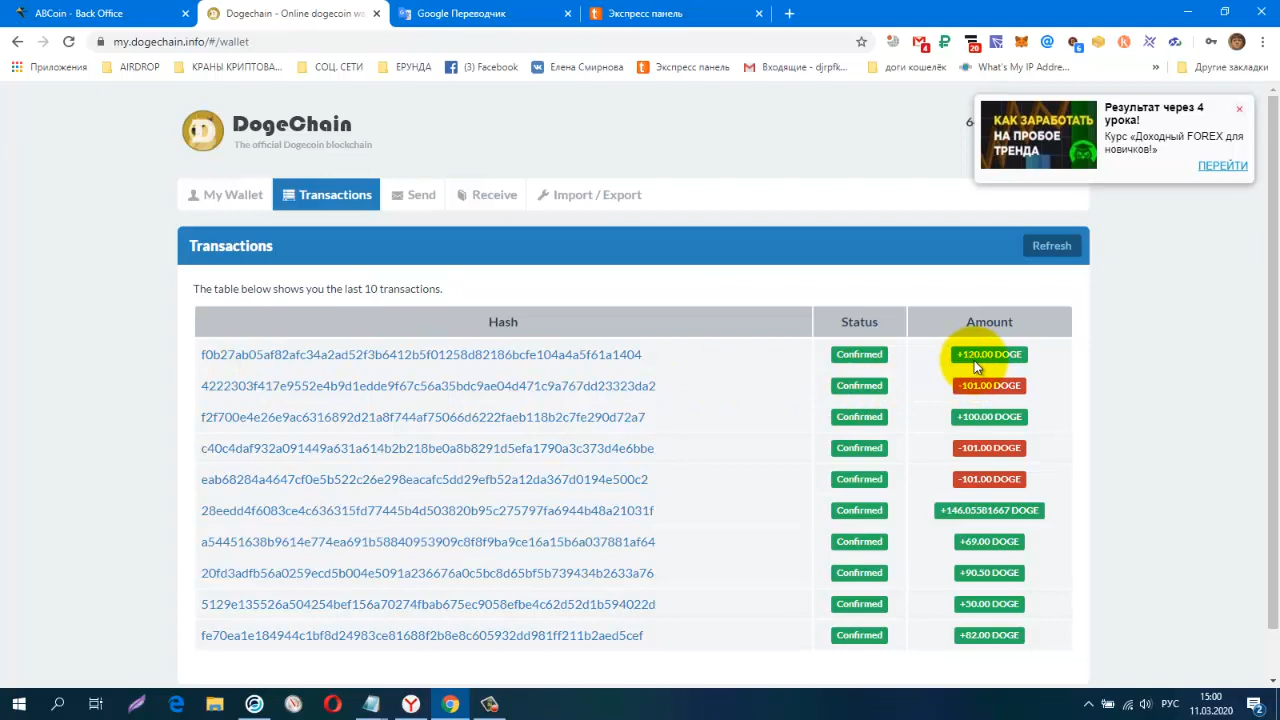 ABCoin - Back Office
Dogechain - Online dogecoin wa
Google Переводчик
Экспресс панель
my.dogechain.info/#/wallet
4
20
6
Приложения
AIRDROP
КРАНЫ КРИПТОВА...
СОЦ. СЕТИ
ЕРУНДА
(3) Facebook
Елена Смирнова
Экспресс панель
Входящие - djrpfk...
доги кошелёк
What's My IP Addre...
»
Другие закладки
DogeChain
The official Dogecoin blockchain
КАК ЗАРАБОТАТЬ
НА ПРОБОЕ
ТРЕНДА
Результат через 4
урока!
Курс «Доходный FOREX для
новичков!»
ПЕРЕЙТИ
My Wallet
Transactions
Send
Receive
Import / Export
Transactions
Refresh
The table below shows you the last 10 transactions.
Hash Status Amount
f0b27ab05af82afc34a2ad52f3b6412b5f01258d82186bcfe104a4a5f61a1404 Confirmed +120.00 DOGE
4222303f417e9552e4b9d1edde9f67c56a35bdc9ae04d471c9a767dd23323da2 Confirmed -101.00 DOGE
f2f700e4e26e9ac6316892d21a8f744af75066d6222faeb118b2c7fe290d72a7 Confirmed +100.00 DOGE
c40c4daf932a091449a631a614b2b218be0a8b8291d5efa1790a3c373d4e6bbe Confirmed -101.00 DOGE
eab68284a4647cf0e5b522c26e298eacafc5dd29efb52a12da367d0194e500c2 Confirmed -101.00 DOGE
28eedd4f6083ce4c636315fd77445b4d503820b95c275797fa6944b48a21031f Confirmed +146.05581667 DOGE
a54451638b9614e774ea691b58840953909c8f8f9ba9ce16a15b6a037881af64 Confirmed +69.00 DOGE
20fd3adfb56a0259ecd5b004e5091a236676a0c5bc8d65bf5b739434b2633a76 Confirmed +90.50 DOGE
5129e135526a504254bef156a70274fbab675ec9058efbe4c62d52d1b594022d Confirmed +50.00 DOGE
fe70ea1e184944c1bf8d24983ce81688f2b8e8c605932dd981ff211b2aed5cef Confirmed +82.00 DOGE
РУС
15:00
11.03.2020
2